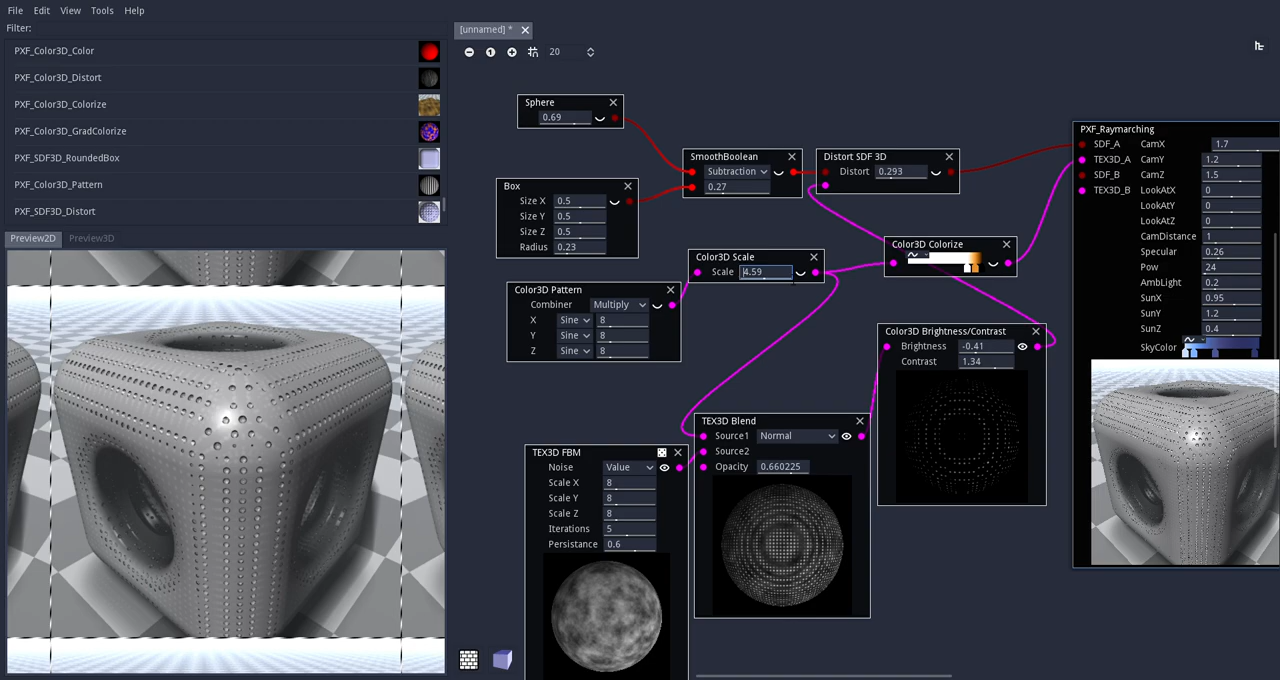 File Edit View Tools Help
Filter:
PXF_Color3D_Color
PXF_Color3D_Distort
PXF_Color3D_Colorize
PXF_Color3D_GradColorize
PXF_SDF3D_RoundedBox
PXF_Color3D_Pattern
PXF_SDF3D_Distort
Preview2D Preview3D
[unnamed] *
20
Sphere
0.69
Box
Size X 0.5
Size Y 0.5
Size Z 0.5
Radius 0.23
SmoothBoolean
Subtraction
0.27
Distort SDF 3D
Distort 0.293
Color3D Scale
Scale 4.59
Color3D Colorize
Color3D Pattern
Combiner Multiply
X Sine 8
Y Sine 8
Z Sine 8
Color3D Brightness/Contrast
Brightness -0.41
Contrast 1.34
TEX3D Blend
Source1 Normal
Source2
Opacity 0.660225
TEX3D FBM
Noise Value
Scale X 8
Scale Y 8
Scale Z 8
Iterations 5
Persistance 0.6
PXF_Raymarching
SDF_A CamX 1.7
TEX3D_A CamY 1.2
SDF_B CamZ 1.5
TEX3D_B LookAtX 0
LookAtY 0
LookAtZ 0
CamDistance 1
Specular 0.26
Pow 24
AmbLight 0.2
SunX 0.95
SunY 1.2
SunZ 0.4
SkyColor